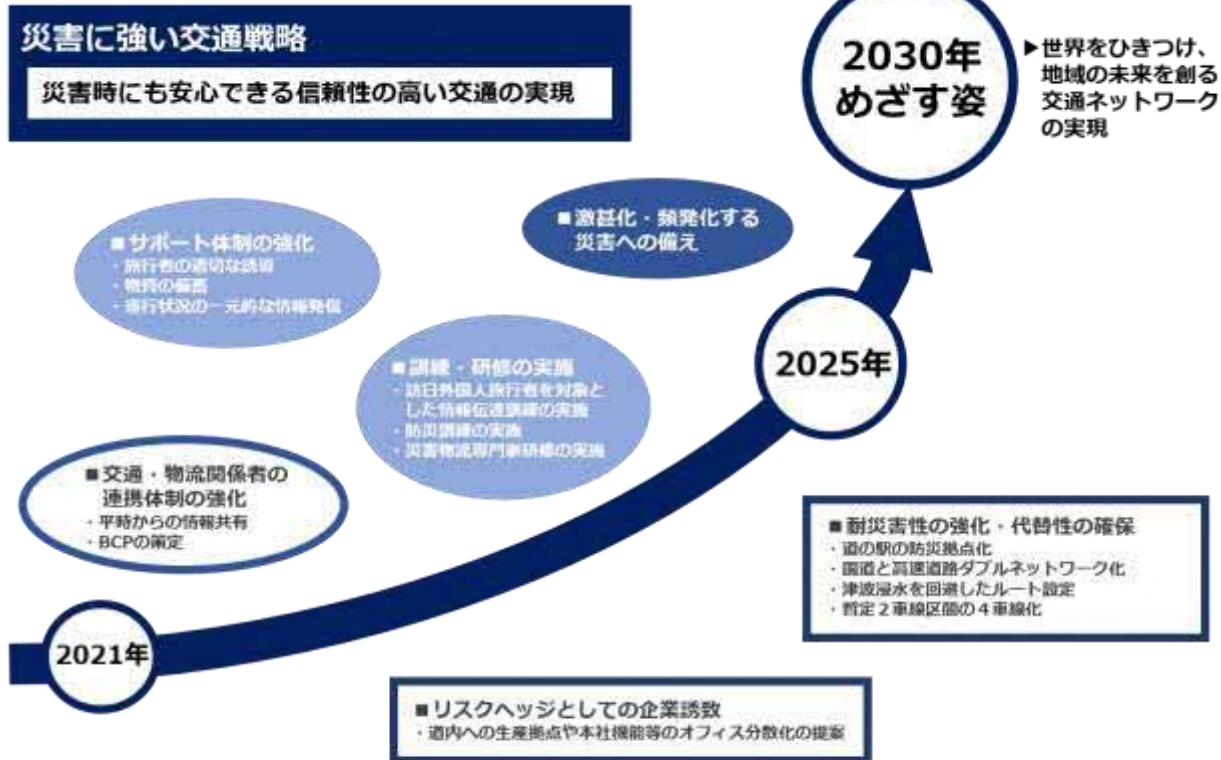 災害に強い交通戦略
災害時にも安心できる信頼性の高い交通の実現
2030年
めざす姿
▶世界をひきつけ、
地域の未来を創る
交通ネットワーク
の実現
■激甚化・頻発化する
災害への備え
■サポート体制の強化
・旅行者の適切な誘導
・物資の備蓄
・運行状況の一元的な情報発信
2025年
■訓練・研修の実施
・訪日外国人旅行者を対象と
した情報伝達訓練の実施
・防災訓練の実施
・災害物流専門家研修の実施
■交通・物流関係者の
連携体制の強化
・平時からの情報共有
・BCPの策定
■耐災害性の強化・代替性の確保
・道の駅の防災拠点化
・国道と高速道路ダブルネットワーク化
・津波浸水を回避したルート設定
・暫定２車線区間の４車線化
2021年
■リスクヘッジとしての企業誘致
・道内への生産拠点や本社機能等のオフィス分散化の提案